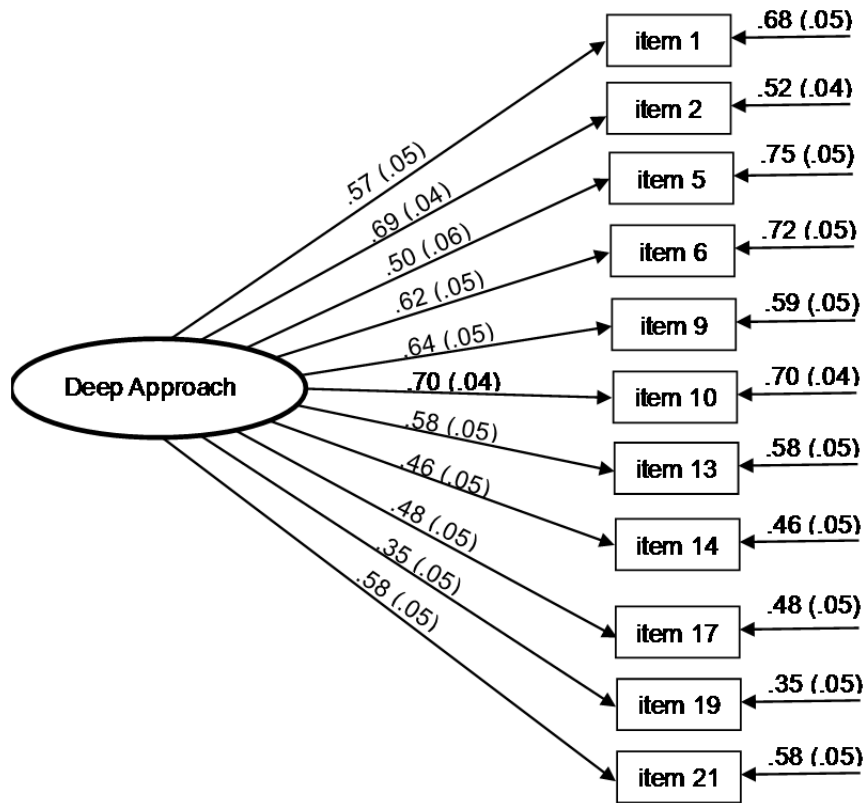 item 1
.68 (.05)
item 2
.52 (.04)
item 5
.75 (.05)
item 6
.72 (.05)
item 9
.59 (.05)
item 10
.70 (.04)
item 13
.58 (.05)
item 14
.46 (.05)
item 17
.48 (.05)
item 19
.35 (.05)
item 21
.58 (.05)
.57 (.05)
.69 (.04)
.50 (.06)
.62 (.05)
.64 (.05)
.70 (.04)
.58 (.05)
.46 (.05)
.48 (.05)
.35 (.05)
.58 (.05)
Deep Approach